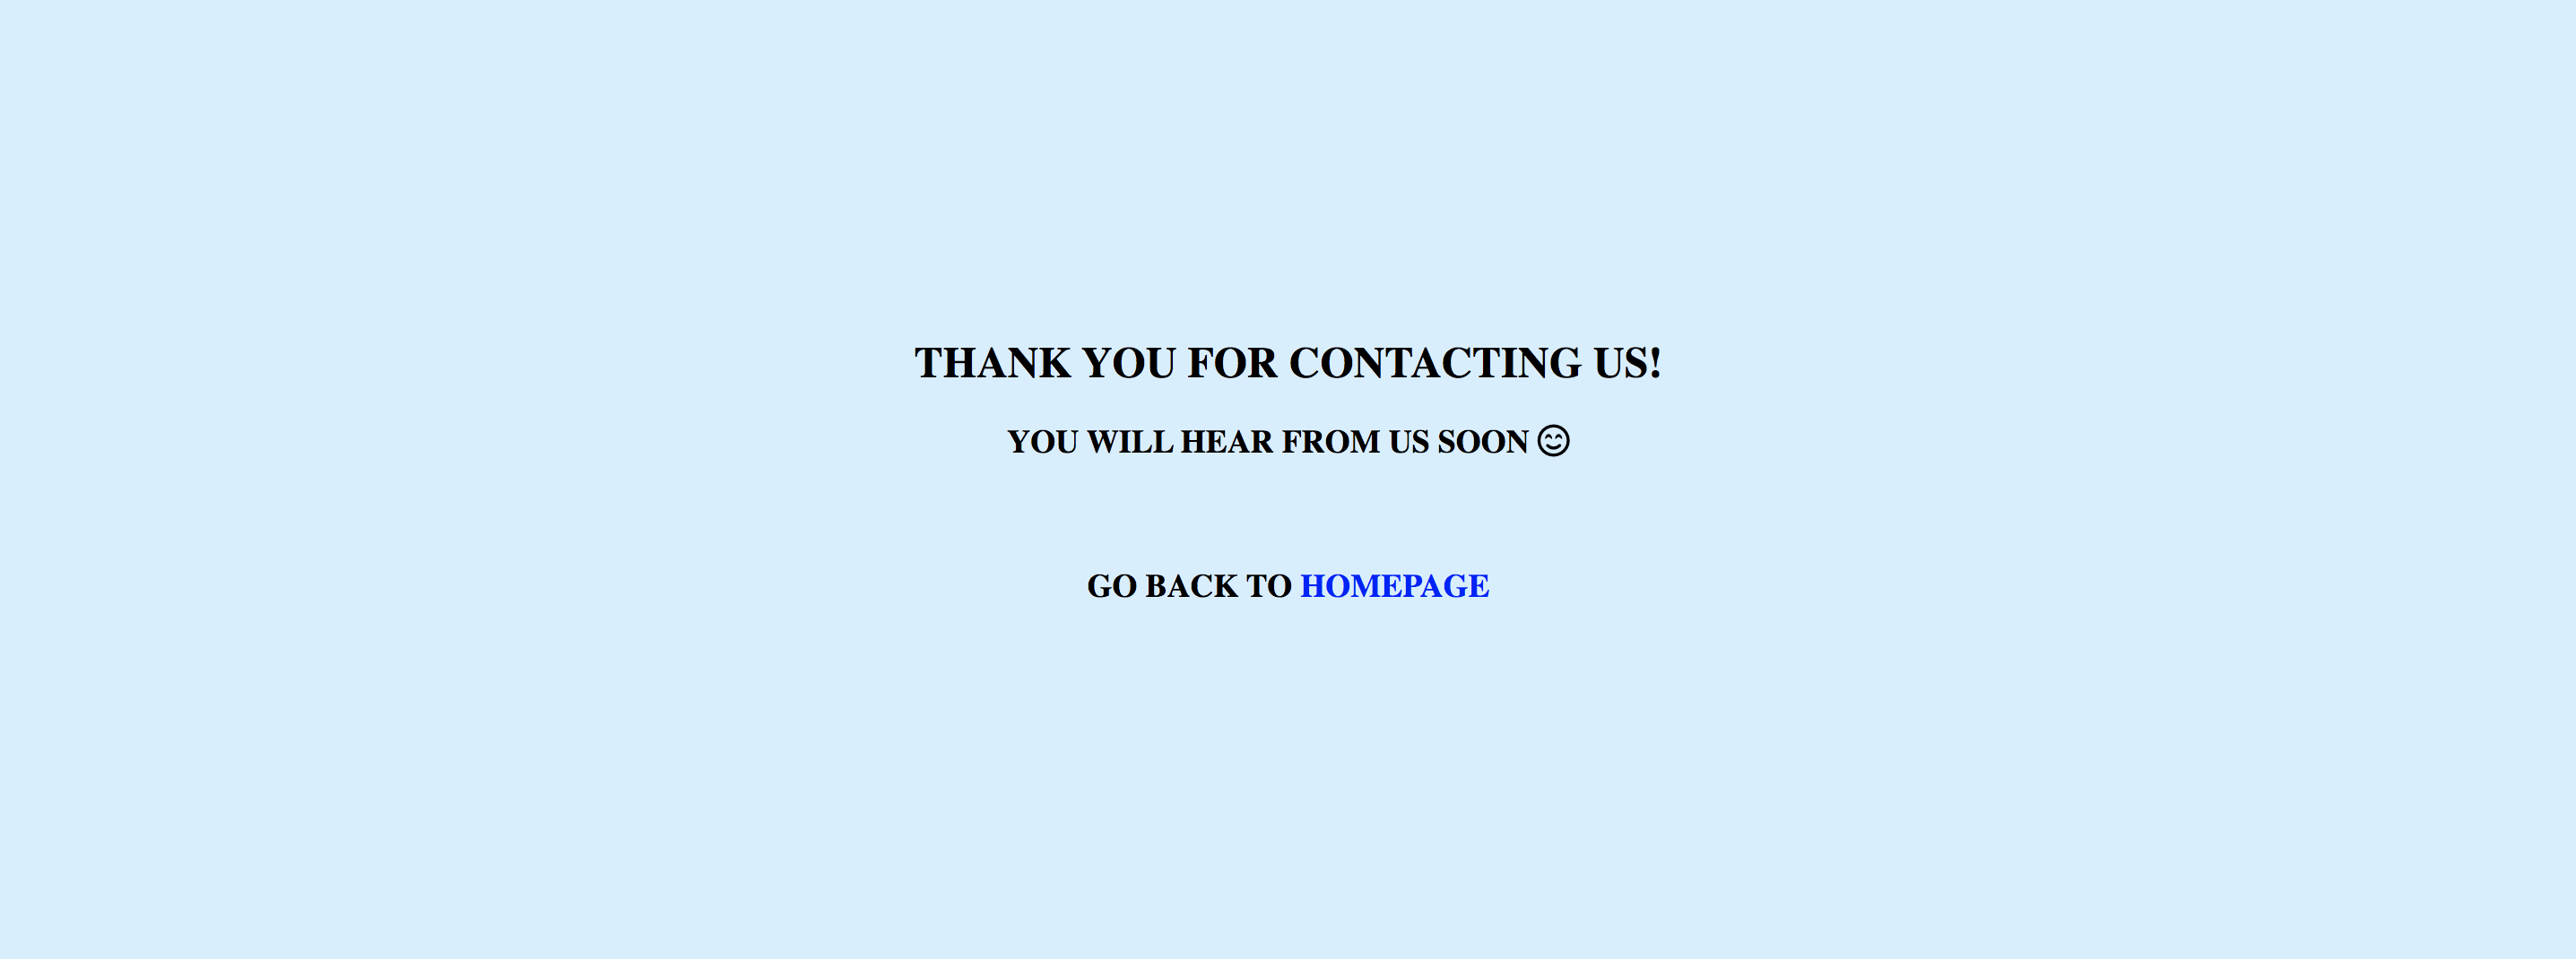 THANK YOU FOR CONTACTING US!
YOU WILL HEAR FROM US SOON 😊
GO BACK TO HOMEPAGE